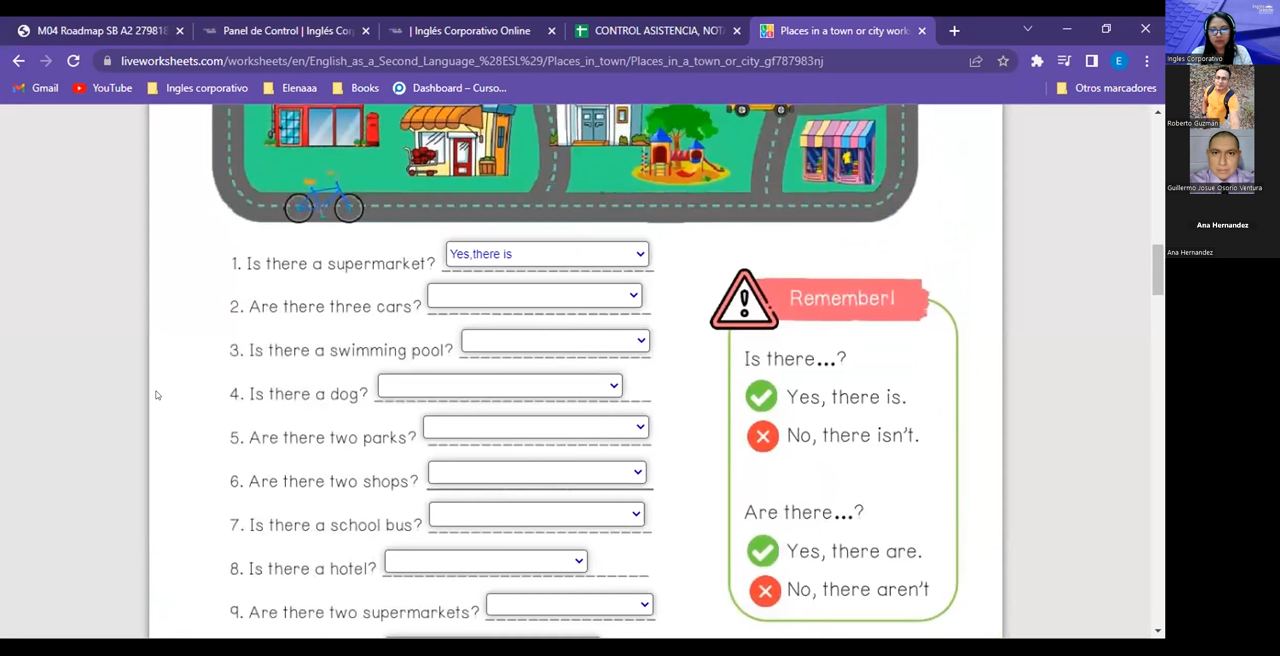 M04 Roadmap SB A2 279818
Panel de Control | Inglés Cor
| Inglés Corporativo Online
CONTROL ASISTENCIA, NOTA
Places in a town or city work
liveworksheets.com/worksheets/en/English_as_a_Second_Language_%28ESL%29/Places_in_town/Places_in_a_town_or_city_gf787983nj
E
Gmail
YouTube
Ingles corporativo
Elenaaa
Books
Dashboard – Curso...
Otros marcadores
1. Is there a supermarket?
Yes,there is
2. Are there three cars?
3. Is there a swimming pool?
4. Is there a dog?
5. Are there two parks?
6. Are there two shops?
7. Is there a school bus?
8. Is there a hotel?
9. Are there two supermarkets?
Remember!
Is there...?
Yes, there is.
No, there isn't.
Are there...?
Yes, there are.
No, there aren't
Ingles Corporativo
Roberto Guzmán
Guillermo Josue Osorio Ventura
Ana Hernandez
Ana Hernandez